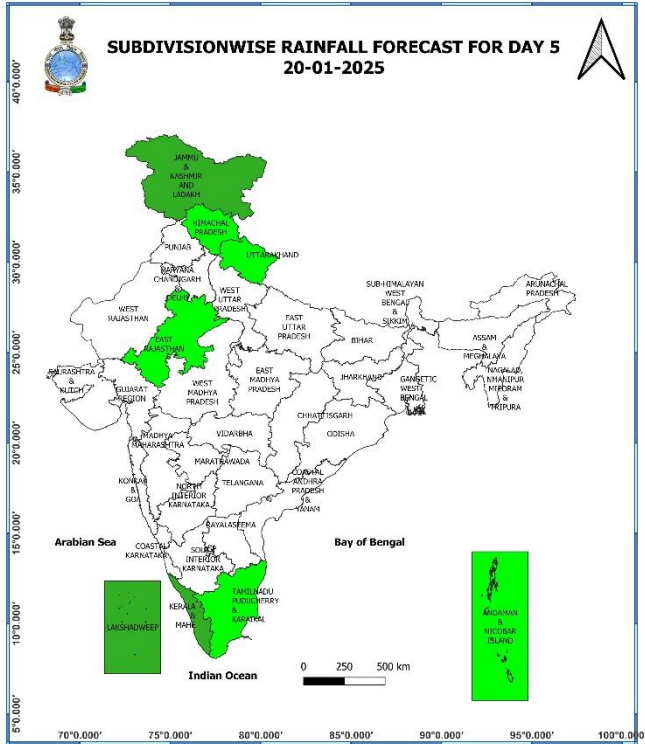 SUBDIVISIONWISE RAINFALL FORECAST FOR DAY 5
20-01-2025
40°0.000'
35°0.000'
30°0.000'
25°0.000'
20°0.000'
15°0.000'
10°0.000'
5°0.000'
JAMMU
&
KASHMIR
AND
LADAKH
HIMACHAL
PRADESH
PUNJAB
UTTARAKHAND
HARYANA
CHANDIGARH
&
DELHI
WEST
UTTAR
PRADESH
WEST
RAJASTHAN
EAST
RAJASTHAN
EAST
UTTAR
PRADESH
SUB-HIMALAYAN
WEST
BENGAL
&
SIKKIM
ARUNACHAL
PRADESH
BIHAR
ASSAM
&
MEGHALAYA
NAGALAD
NMANIPUR
MIZORAM
&
TRIPURA
SAURASHTRA
&
KUTCH
GUJARAT
REGION
WEST
MADHYA
PRADESH
EAST
MADHYA
PRADESH
JHARKHAND
GANGETIC
WEST
BENGAL
CHHATTISGARH
ODISHA
MADHYA
MAHARASHTRA
VIDARBHA
MARATHWADA
KONKAN
&
GOA
NORTH
INTERIOR
KARNATAKA
TELANGANA
COASTAL
ANDHRA
PRADESH
&
YANAM
RAYALASEEMA
COASTAL
KARNATAKA
SOUTH
INTERIOR
KARNATAKA
Arabian Sea
Bay of Bengal
TAMILNADU
PUDUCHERRY
&
KARAIKAL
KERALA
&
MAHE
LAKSHADWEEP
ANDAMAN
&
NICOBAR
ISLAND
Indian Ocean
0 250 500 km
70°0.000' 75°0.000' 80°0.000' 85°0.000' 90°0.000' 95°0.000' 100°0.000'